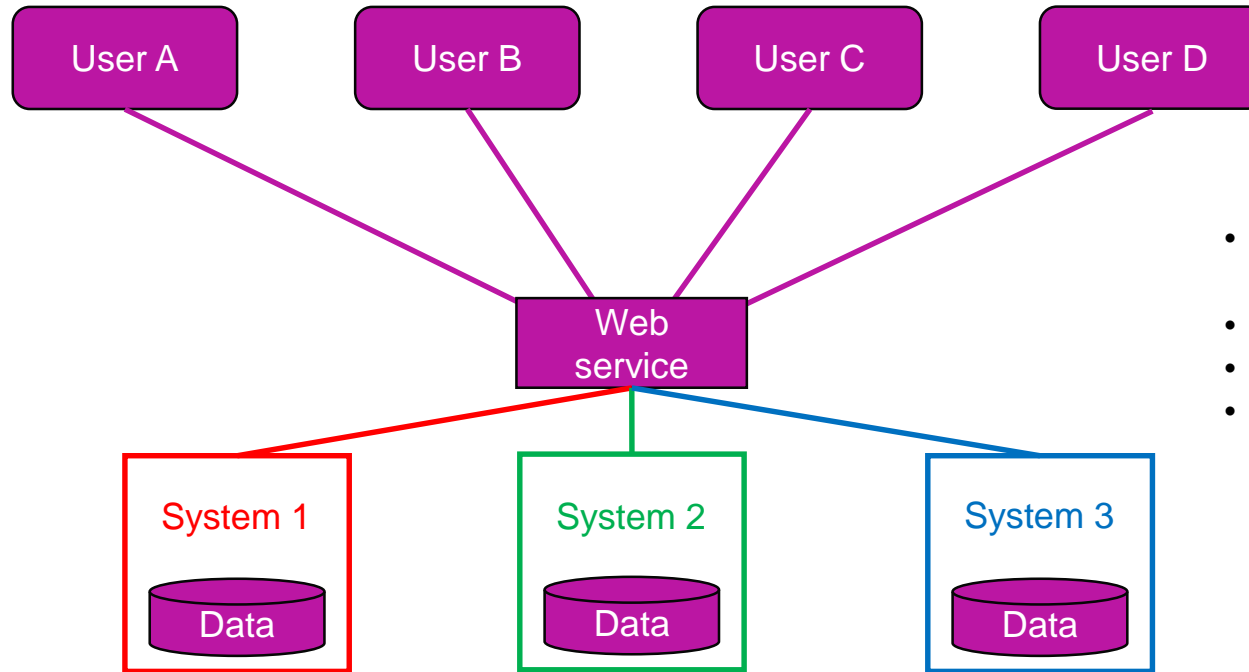 User A
User B
User C
User D
Web
service
System 1
System 2
System 3
Data
Data
Data